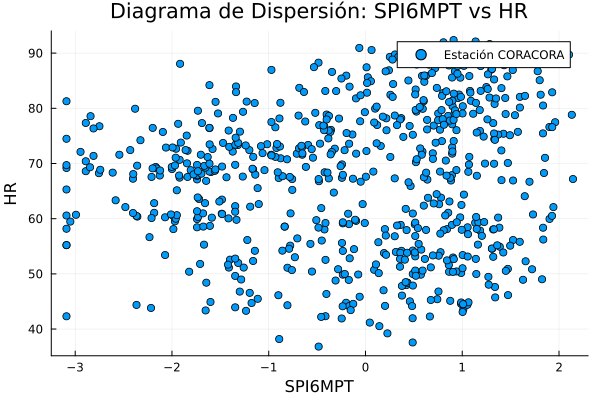 Diagrama de Dispersión: SPI6MPT vs HR
Estación CORACORA
90
80
70
60
50
40
HR
−3 −2 −1 0 1 2
SPI6MPT